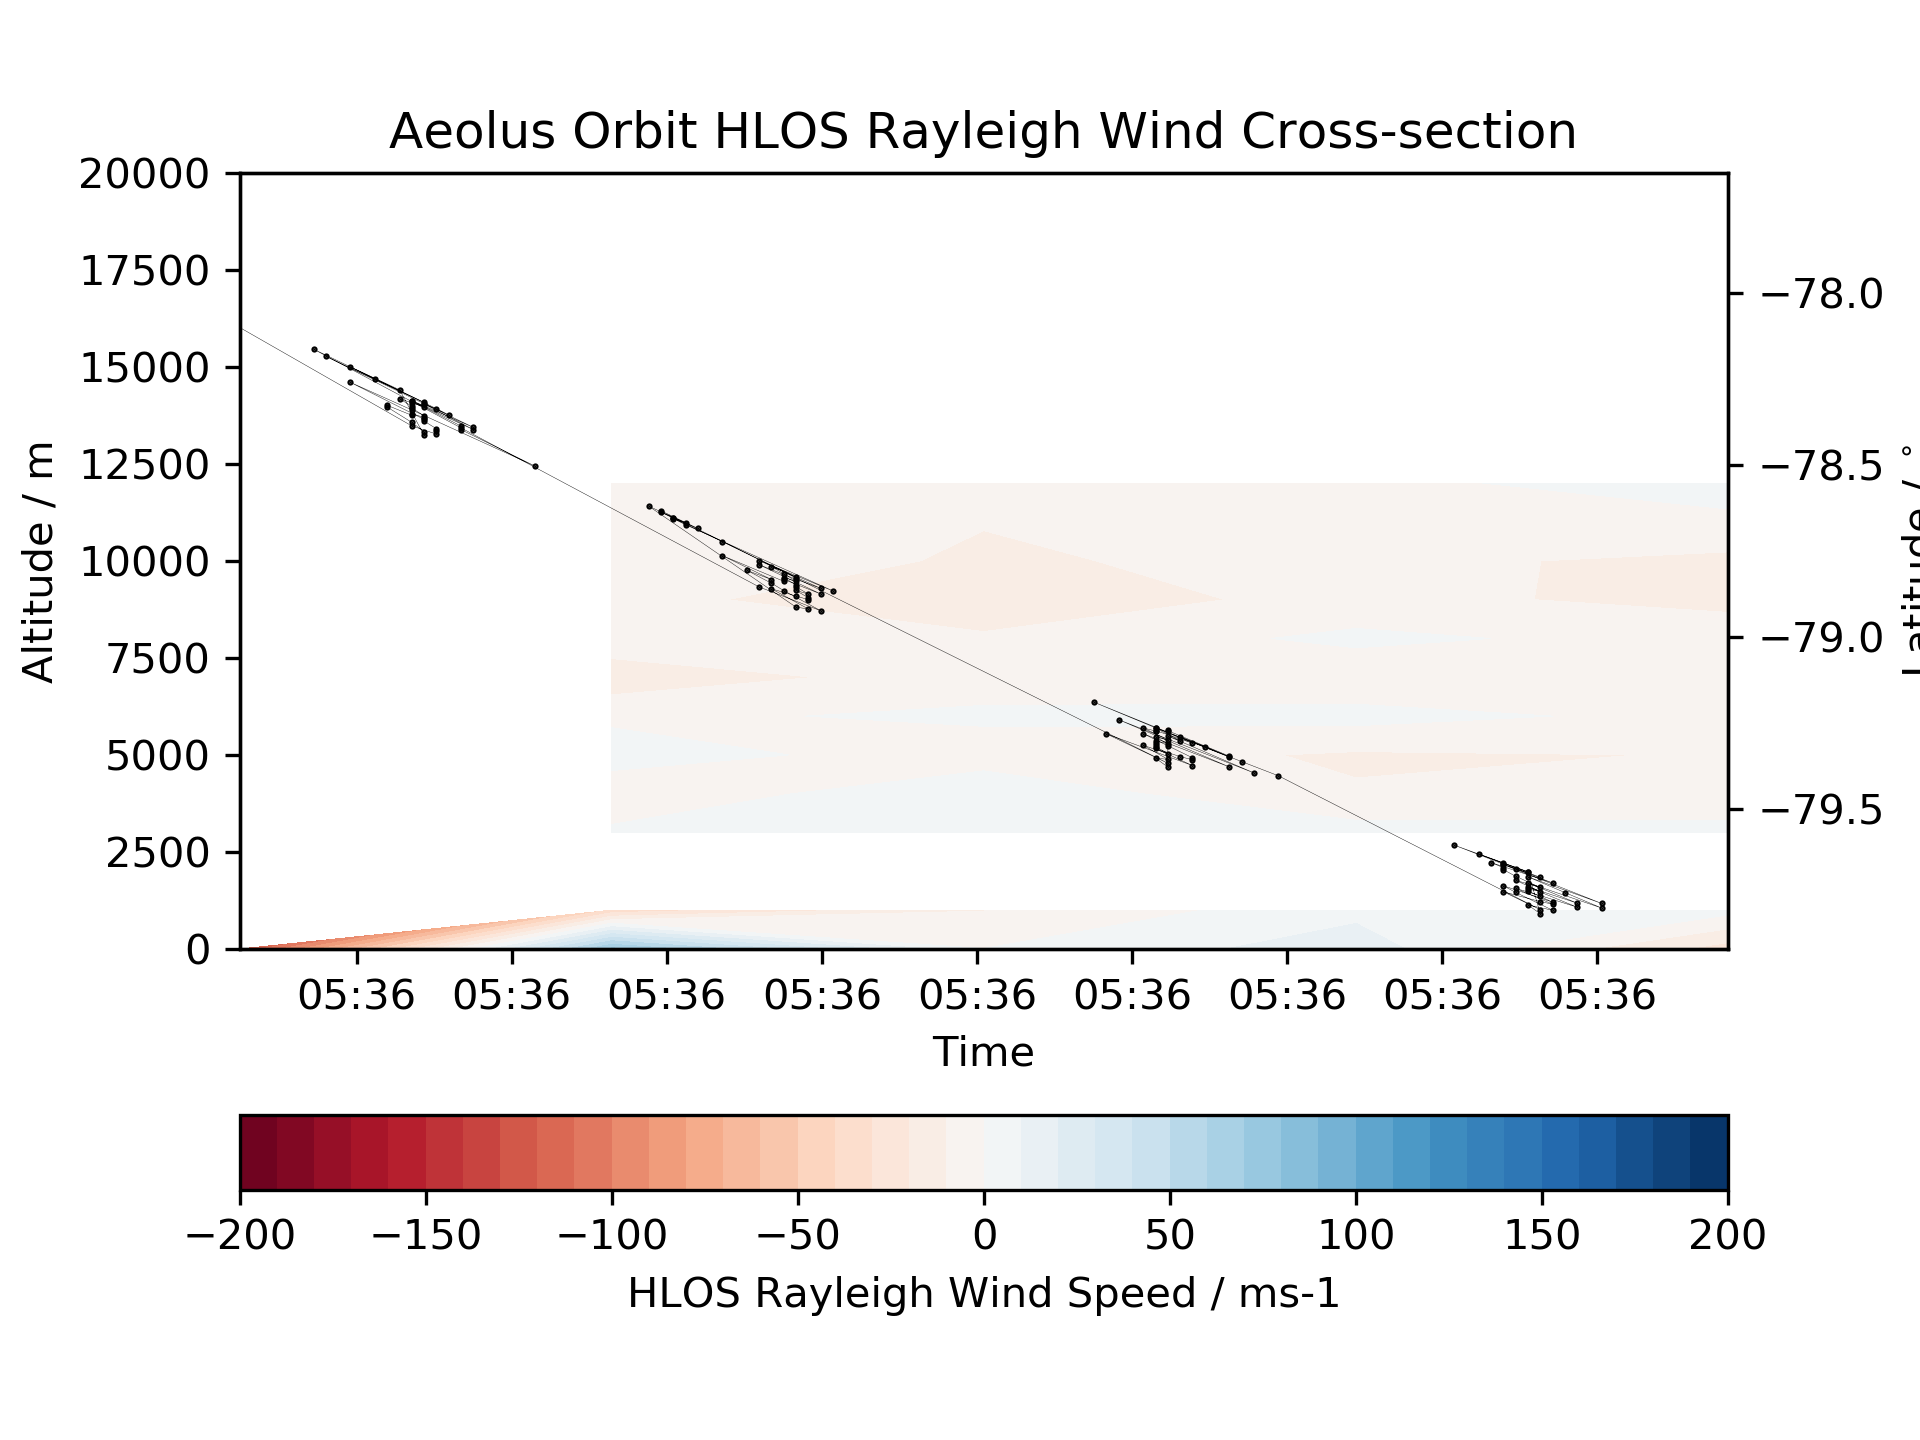 Aeolus Orbit HLOS Rayleigh Wind Cross-section
20000
17500
15000
12500
10000
7500
5000
2500
0
Altitude / m
−78.0
−78.5
−79.0
−79.5
Latitude / °
05:36 05:36 05:36 05:36 05:36 05:36 05:36 05:36 05:36
Time
−200 −150 −100 −50 0 50 100 150 200
HLOS Rayleigh Wind Speed / ms-1